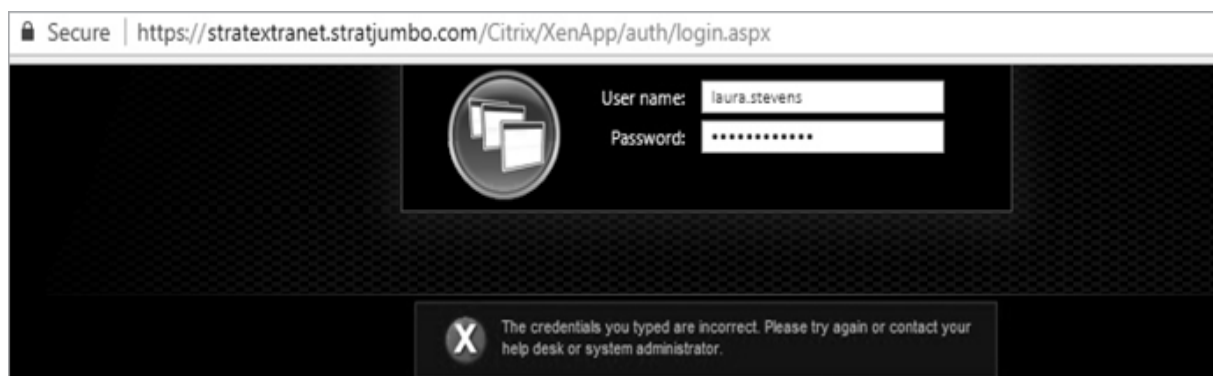 Secure | https://stratextranet.stratjumbo.com/Citrix/XenApp/auth/login.aspx
User name: laura.stevens
Password: ••••••••••••
X The credentials you typed are incorrect. Please try again or contact your
help desk or system administrator.